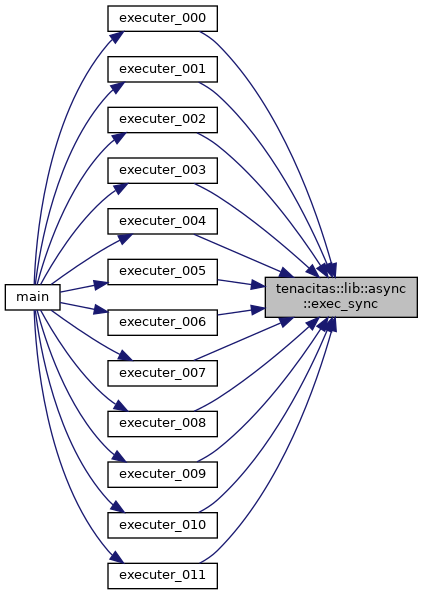 executer_000
executer_001
executer_002
executer_003
executer_004
executer_005
executer_006
executer_007
executer_008
executer_009
executer_010
executer_011
main
tenacitas::lib::async
::exec_sync